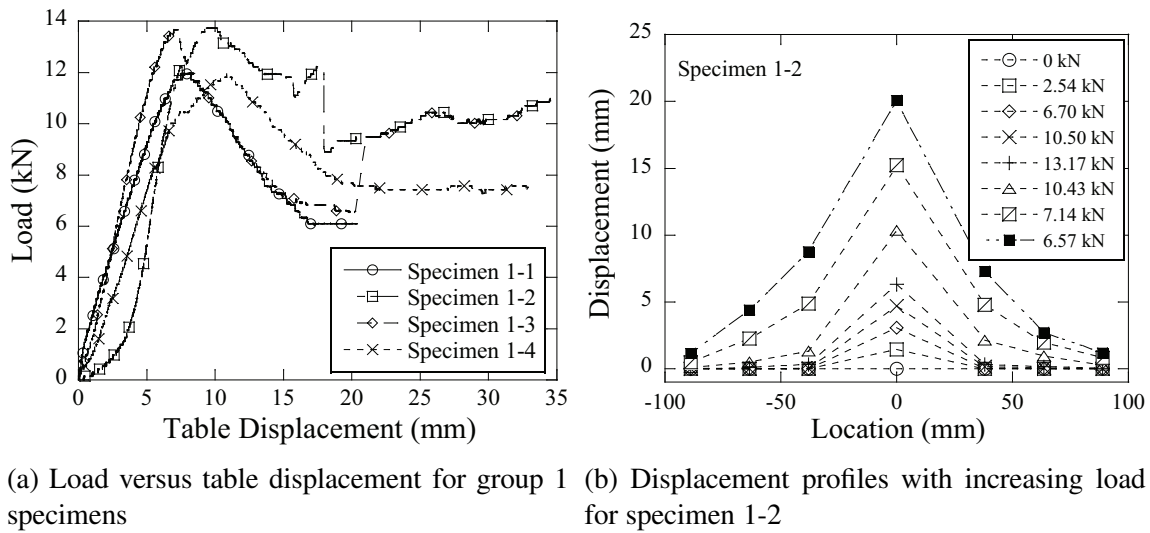 14
12
10
8
6
4
2
0
Load (kN)
0 5 10 15 20 25 30 35
Table Displacement (mm)
Specimen 1-1
Specimen 1-2
Specimen 1-3
Specimen 1-4
25
20
15
10
5
0
Displacement (mm)
-100 -50 0 50 100
Location (mm)
Specimen 1-2
0 kN
2.54 kN
6.70 kN
10.50 kN
13.17 kN
10.43 kN
7.14 kN
6.57 kN
(a) Load versus table displacement for group 1
specimens
(b) Displacement profiles with increasing load
for specimen 1-2